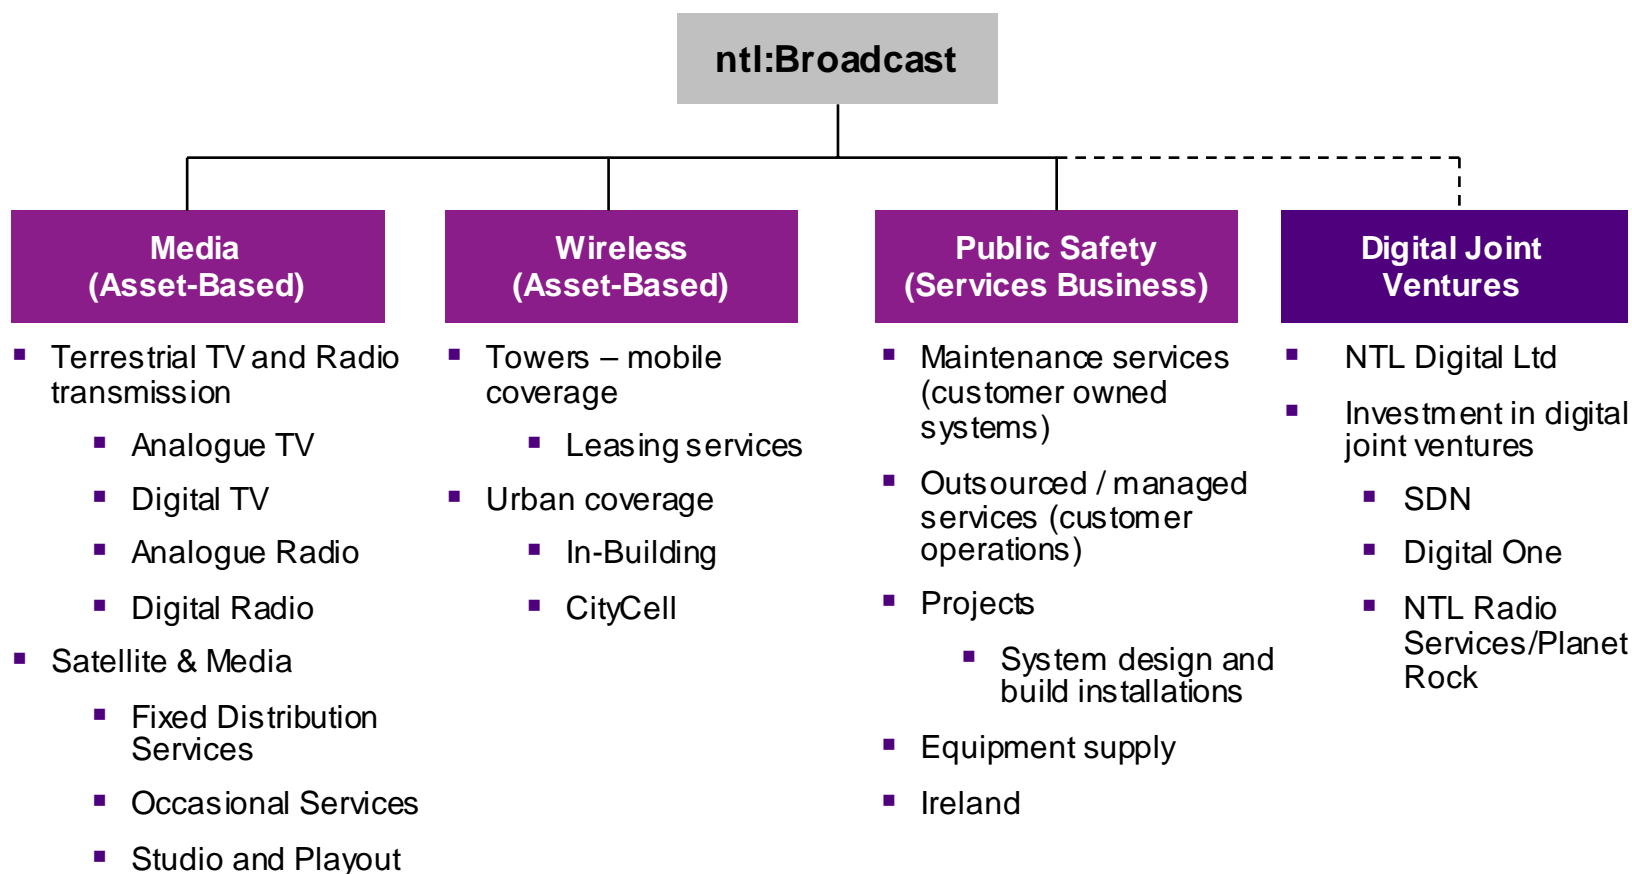 ntl:Broadcast
Media
(Asset-Based)
Terrestrial TV and Radio
transmission
Analogue TV
Digital TV
Analogue Radio
Digital Radio
Satellite & Media
Fixed Distribution
Services
Occasional Services
Studio and Playout
Wireless
(Asset-Based)
Towers – mobile
coverage
Leasing services
Urban coverage
In-Building
CityCell
Public Safety
(Services Business)
Maintenance services
(customer owned
systems)
Outsourced / managed
services (customer
operations)
Projects
System design and
build installations
Equipment supply
Ireland
Digital Joint
Ventures
NTL Digital Ltd
Investment in digital
joint ventures
SDN
Digital One
NTL Radio
Services/Planet
Rock